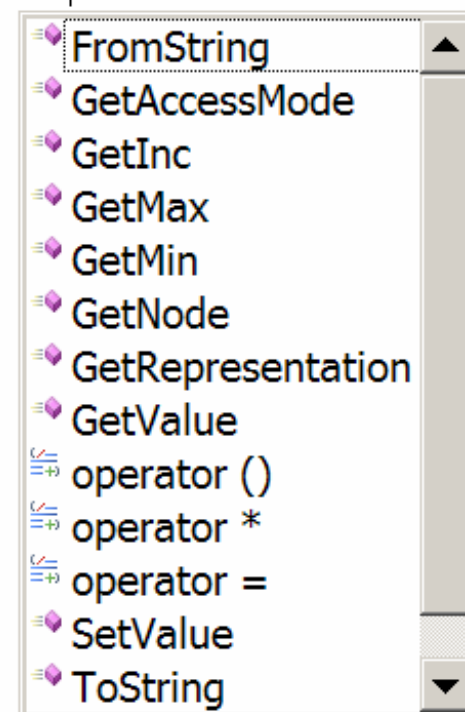 FromString
GetAccessMode
GetInc
GetMax
GetMin
GetNode
GetRepresentation
GetValue
operator ()
operator *
operator =
SetValue
ToString